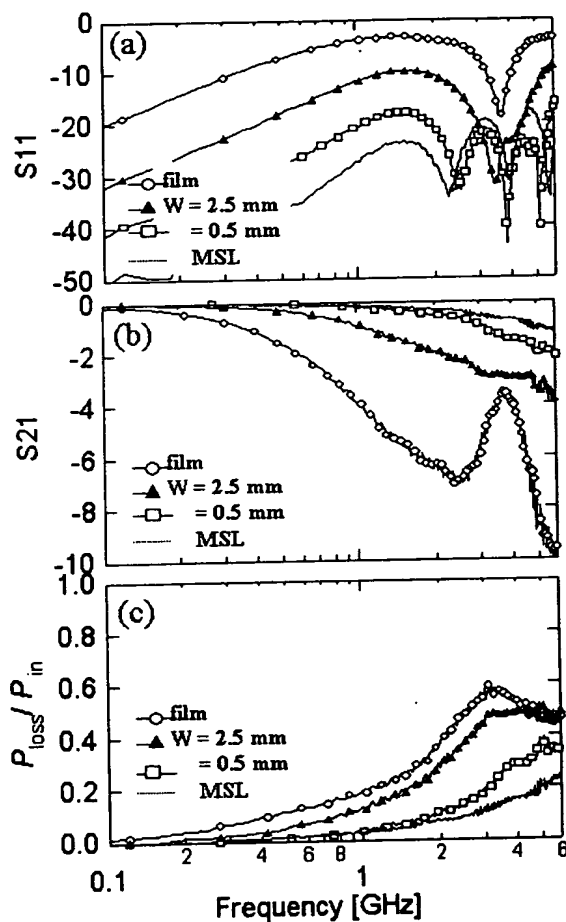 (a)
S11
0
-10
-20
-30
-40
-50
film
W = 2.5 mm
= 0.5 mm
MSL
(b)
S21
0
-2
-4
-6
-8
-10
film
W = 2.5 mm
= 0.5 mm
MSL
(c)
Ploss/ Pin
1.0
0.8
0.6
0.4
0.2
0.0
film
W = 2.5 mm
= 0.5 mm
MSL
2 4 6 8 2 4 6
0.1 1
Frequency [GHz]